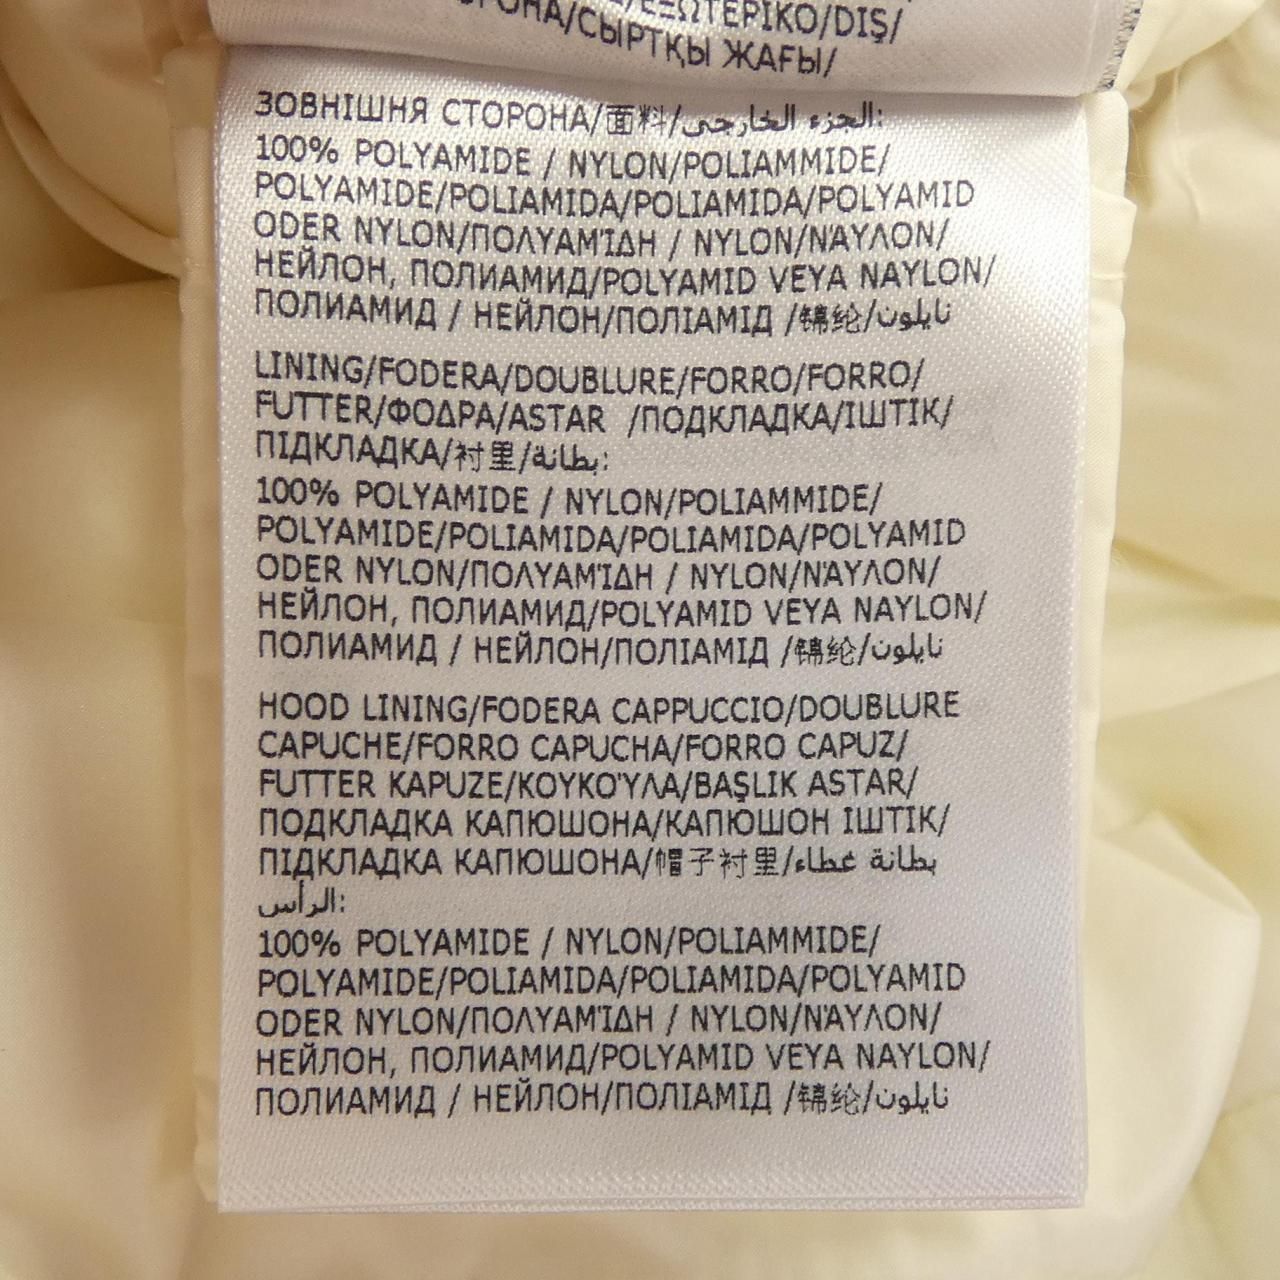 /ΕΞΩΤΕΡΙΚΟ/DIŞ/
/СЫРТҚЫ ЖАҒЫ/
ЗОВНІШНЯ СТОРОНА/面料/الجزء الخارجي:
100% POLYAMIDE / NYLON/POLIAMMIDE/
POLYAMIDE/POLIAMIDA/POLIAMIDA/POLYAMID
ODER NYLON/ΠΟΛΥΑΜΊΔΗ / NYLON/ΝΆΥΛΟΝ/
НЕЙЛОН, ПОЛИАМИД/POLYAMID VEYA NAYLON/
ПОЛИАМИД / НЕЙЛОН/ПОЛІАМІД /锦纶/نايلون
LINING/FODERA/DOUBLURE/FORRO/FORRO/
FUTTER/ΦΟΔΡΑ/ASTAR /ПОДКЛАДКА/ІШТІК/
ПІДКЛАДКА/衬里/بطانة:
100% POLYAMIDE / NYLON/POLIAMMIDE/
POLYAMIDE/POLIAMIDA/POLIAMIDA/POLYAMID
ODER NYLON/ΠΟΛΥΑΜΊΔΗ / NYLON/ΝΆΥΛΟΝ/
НЕЙЛОН, ПОЛИАМИД/POLYAMID VEYA NAYLON/
ПОЛИАМИД / НЕЙЛОН/ПОЛІАМІД /锦纶/نايلون
HOOD LINING/FODERA CAPPUCCIO/DOUBLURE
CAPUCHE/FORRO CAPUCHA/FORRO CAPUZ/
FUTTER KAPUZE/ΚΟΥΚΟΎΛΑ/BAŞLIK ASTAR/
ПОДКЛАДКА КАПЮШОНА/КАПЮШОН ІШТІК/
ПІДКЛАДКА КАПЮШОНА/帽子衬里/بطانة غطاء
الرأس:
100% POLYAMIDE / NYLON/POLIAMMIDE/
POLYAMIDE/POLIAMIDA/POLIAMIDA/POLYAMID
ODER NYLON/ΠΟΛΥΑΜΊΔΗ / NYLON/ΝΆΥΛΟΝ/
НЕЙЛОН, ПОЛИАМИД/POLYAMID VEYA NAYLON/
ПОЛИАМИД / НЕЙЛОН/ПОЛІАМІД /锦纶/نايلون